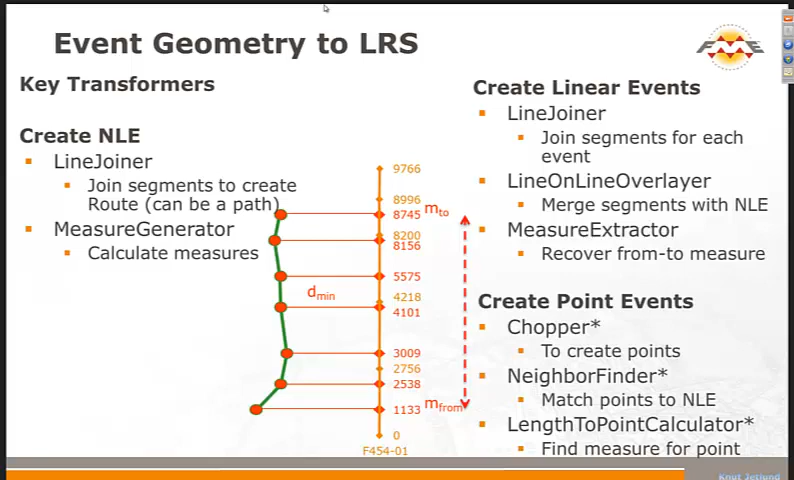 Event Geometry to LRS
FME
Key Transformers
Create NLE
LineJoiner
Join segments to create
Route (can be a path)
MeasureGenerator
Calculate measures
9766
8996
8745
mto
8200
8156
5575
dmin
4218
4101
3009
2756
2538
1133
mfrom
0
F454-01
Create Linear Events
LineJoiner
Join segments for each
event
LineOnLineOverlayer
Merge segments with NLE
MeasureExtractor
Recover from-to measure
Create Point Events
Chopper*
To create points
NeighborFinder*
Match points to NLE
LengthToPointCalculator*
Find measure for point
Knut Jetlund